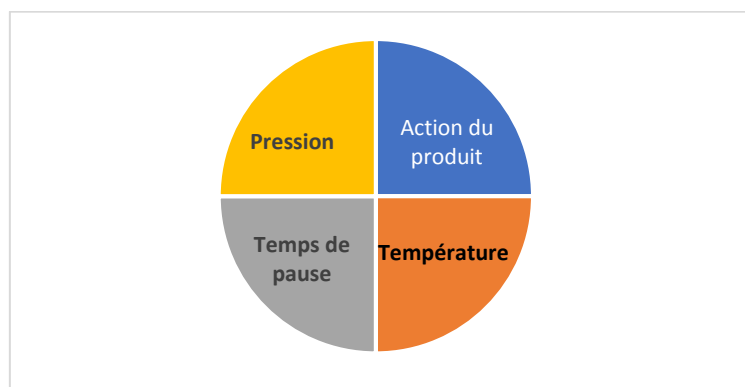 Pression
Action du
produit
Temps de
pause
Température